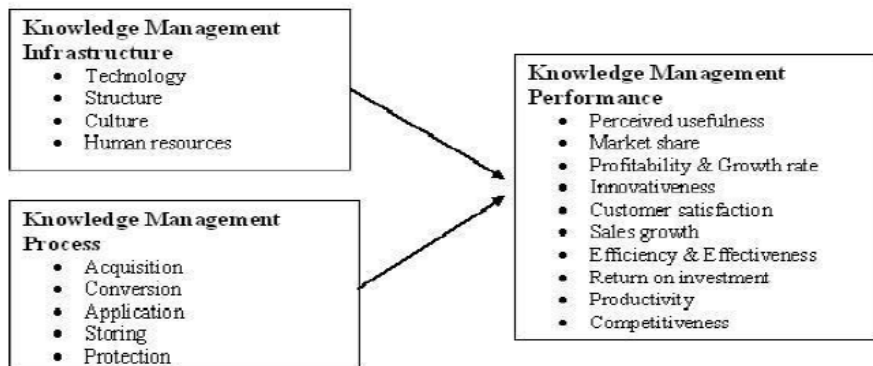 Knowledge Management
Infrastructure
• Technology
• Structure
• Culture
• Human resources
Knowledge Management
Process
• Acquisition
• Conversion
• Application
• Storing
• Protection
Knowledge Management
Performance
• Perceived usefulness
• Market share
• Profitability & Growth rate
• Innovativeness
• Customer satisfaction
• Sales growth
• Efficiency & Effectiveness
• Return on investment
• Productivity
• Competitiveness